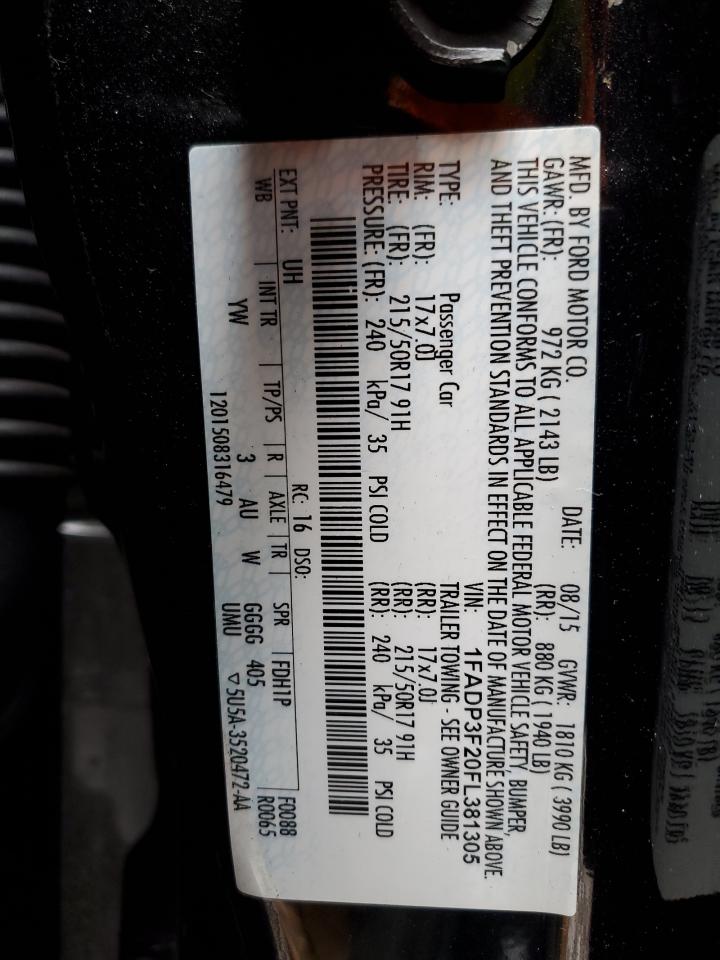 MFD. BY FORD MOTOR CO.
DATE: 08/15 GVWR: 1810 KG ( 3990 LB)
GAWR: (FR): 972 KG ( 2143 LB) (RR): 880 KG ( 1940 LB)
THIS VEHICLE CONFORMS TO ALL APPLICABLE FEDERAL MOTOR VEHICLE SAFETY, BUMPER,
AND THEFT PREVENTION STANDARDS IN EFFECT ON THE DATE OF MANUFACTURE SHOWN ABOVE.
VIN: 1FADP3F20FL381305
TYPE: Passenger Car TRAILER TOWING - SEE OWNER GUIDE
RIM: (FR): 17x7.0J (RR): 17x7.0J
TIRE: (FR): 215/50R17 91H (RR): 215/50R17 91H
PRESSURE: (FR): 240 kPa/ 35 PSI COLD (RR): 240 kPa/ 35 PSI COLD
RC: 16 DSO: F0088
EXT PNT: UH R0065
WB | INT TR | TP/PS | R | AXLE | TR | SPR | FDH1P
YW 3 AU W GGGG 405
1201508316479 UMU ▽5U5A-3520472-AA